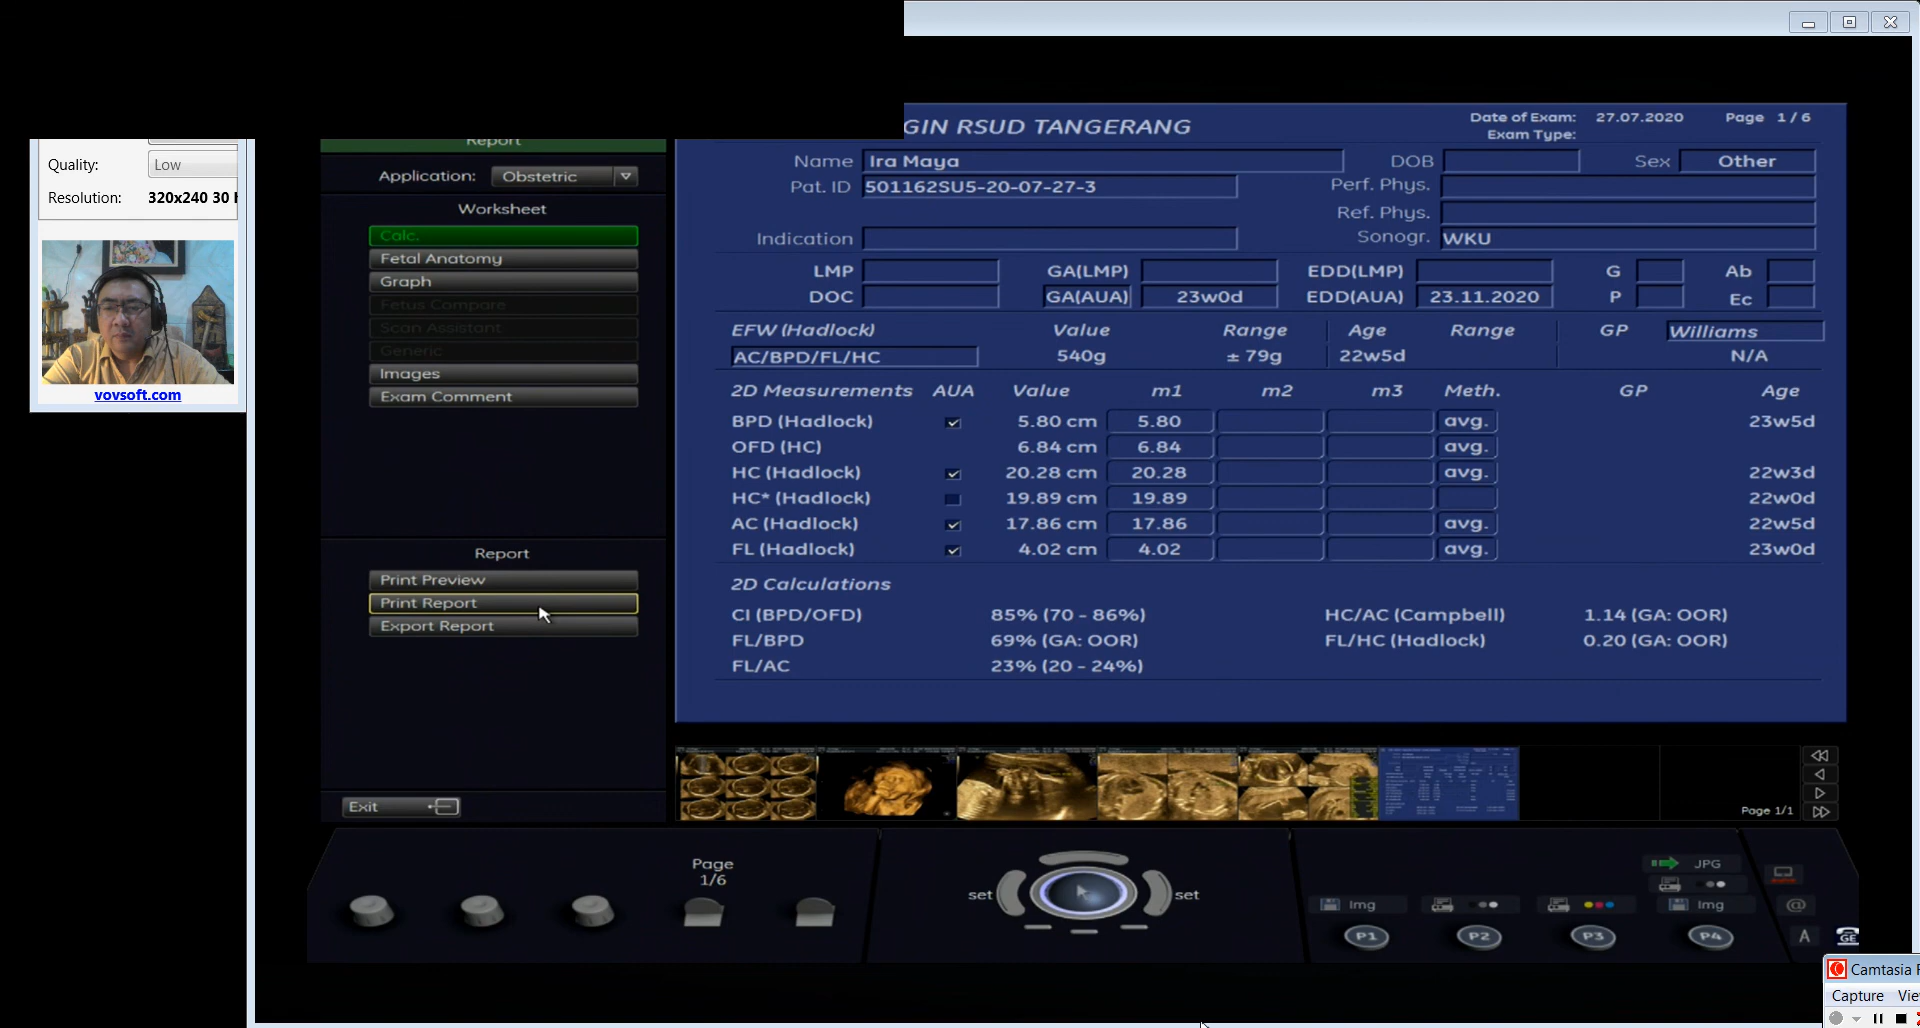 GIN RSUD TANGERANG
Date of Exam: 27.07.2020 Page 1/6
Exam Type:
Report
Quality: Low
Resolution: 320x240 30
vovsoft.com
Application: Obstetric
Worksheet
Calc.
Fetal Anatomy
Graph
Fetus Compare
Scan Assistant
Generic
Images
Exam Comment
Report
Print Preview
Print Report
Export Report
Exit
Name Ira Maya DOB Sex Other
Pat. ID 501162SU5-20-07-27-3 Perf. Phys.
Ref. Phys.
Indication Sonogr. WKU
LMP GA(LMP) EDD(LMP) G Ab
DOC GA(AUA) 23w0d EDD(AUA) 23.11.2020 P Ec
EFW (Hadlock) Value Range Age Range GP Williams
AC/BPD/FL/HC 540g ± 79g 22w5d N/A
2D Measurements AUA Value m1 m2 m3 Meth. GP Age
BPD (Hadlock) 5.80 cm 5.80 avg. 23w5d
OFD (HC) 6.84 cm 6.84 avg.
HC (Hadlock) 20.28 cm 20.28 avg. 22w3d
HC* (Hadlock) 19.89 cm 19.89 22w0d
AC (Hadlock) 17.86 cm 17.86 avg. 22w5d
FL (Hadlock) 4.02 cm 4.02 avg. 23w0d
2D Calculations
CI (BPD/OFD) 85% (70 - 86%) HC/AC (Campbell) 1.14 (GA: OOR)
FL/BPD 69% (GA: OOR) FL/HC (Hadlock) 0.20 (GA: OOR)
FL/AC 23% (20 - 24%)
Page 1/1
Page
1/6
set set
JPG
Img Img
P1 P2 P3 P4
@
A GE
Camtasia
Capture